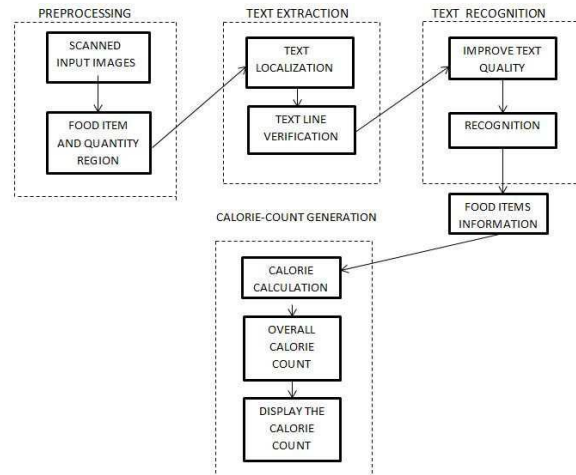 PREPROCESSING
SCANNED
INPUT IMAGES
FOOD ITEM
AND QUANTITY
REGION
TEXT EXTRACTION
TEXT
LOCALIZATION
TEXT LINE
VERIFICATION
TEXT RECOGNITION
IMPROVE TEXT
QUALITY
RECOGNITION
FOOD ITEMS
INFORMATION
CALORIE-COUNT GENERATION
CALORIE
CALCULATION
OVERALL
CALORIE
COUNT
DISPLAY THE
CALORIE
COUNT